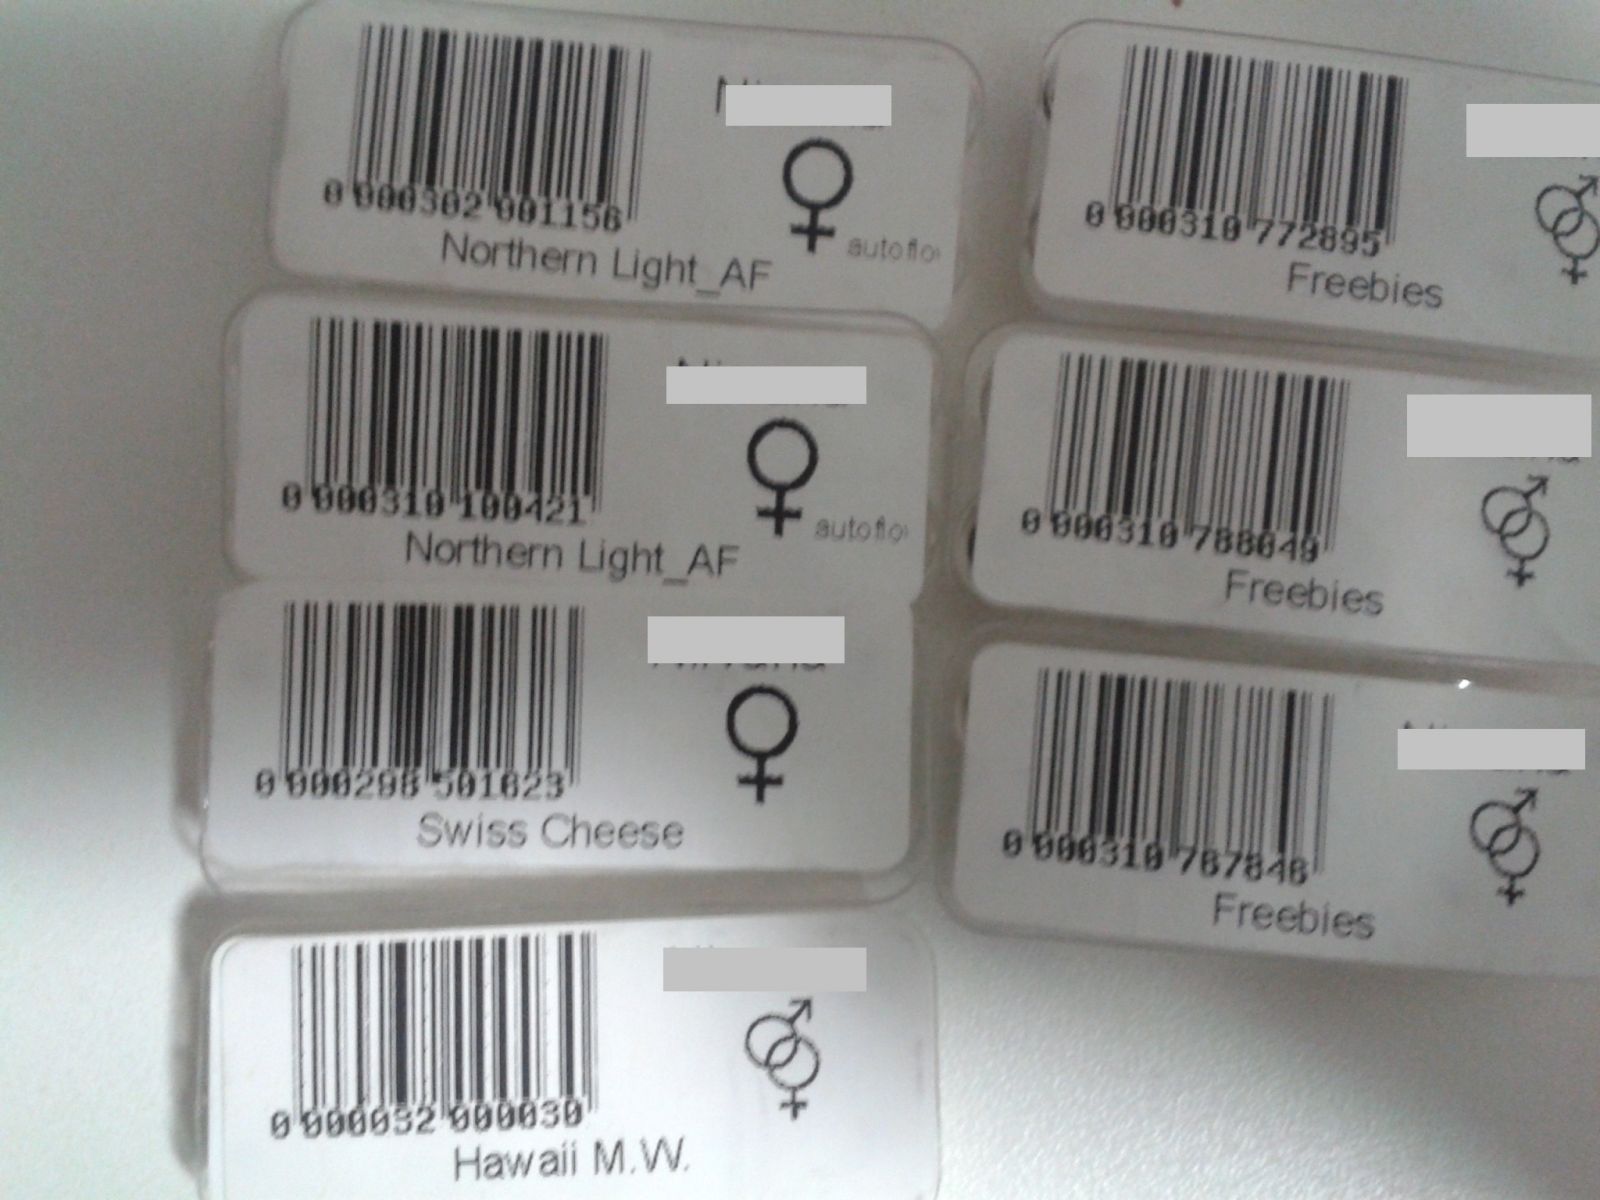 0 000302 001156
Northern Light_AF
autoflo
0 000310 100421
Northern Light_AF
autoflo
0 000298 501623
Swiss Cheese
0 000032 000030
Hawaii M.W.
0 000310 772895
Freebies
0 000310 788049
Freebies
0 000310 767846
Freebies